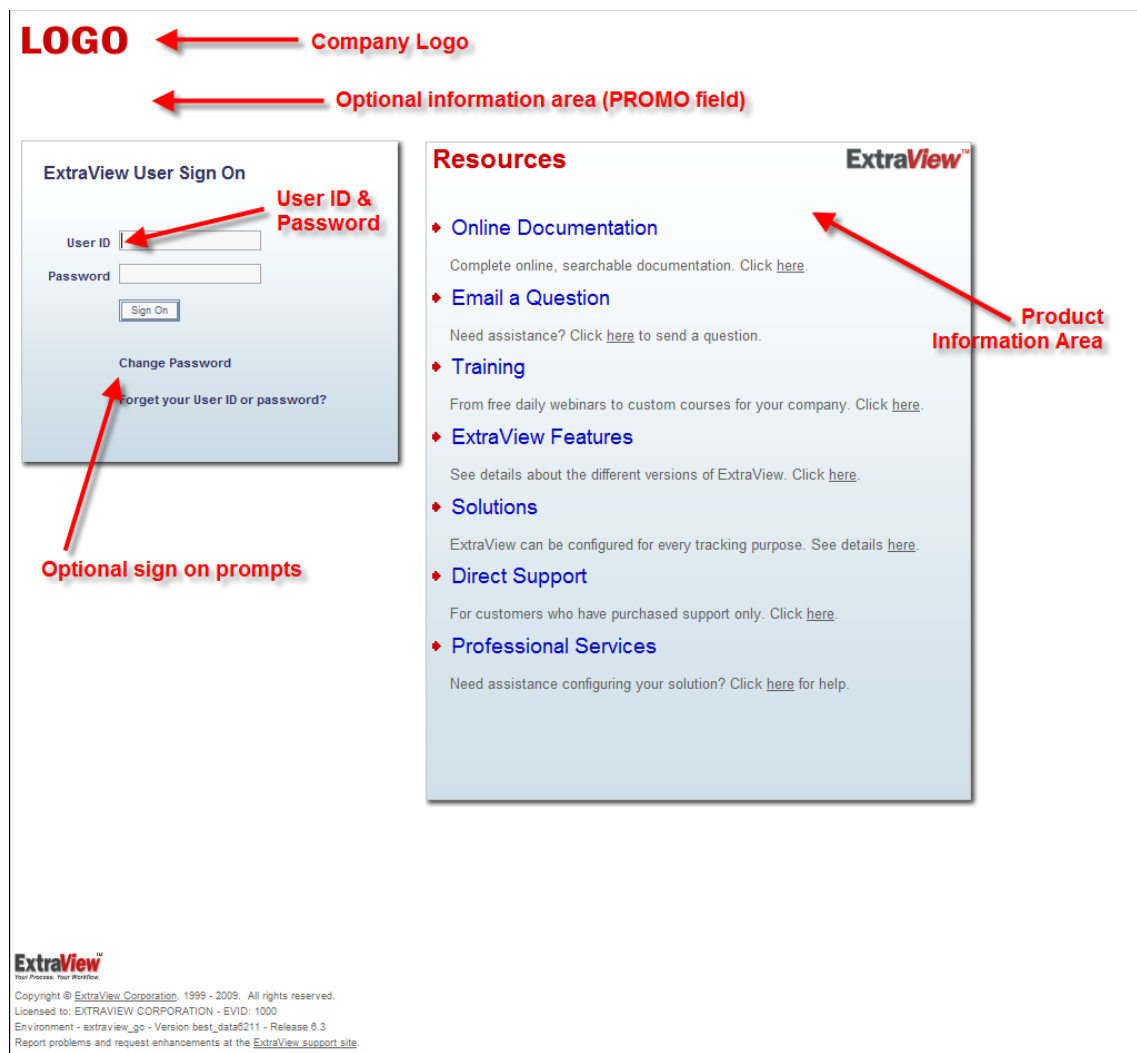 LOGO
Company Logo
Optional information area (PROMO field)
ExtraView User Sign On
User ID &
Password
User ID
Password
Sign On
Change Password
Forget your User ID or password?
Optional sign on prompts
Resources
ExtraView™
Online Documentation
Complete online, searchable documentation. Click here.
Email a Question
Need assistance? Click here to send a question.
Product
Information Area
Training
From free daily webinars to custom courses for your company. Click here.
ExtraView Features
See details about the different versions of ExtraView. Click here.
Solutions
ExtraView can be configured for every tracking purpose. See details here.
Direct Support
For customers who have purchased support only. Click here.
Professional Services
Need assistance configuring your solution? Click here for help.
ExtraView™
Your Process. Your Workflow.
Copyright © ExtraView Corporation. 1999 - 2009. All rights reserved.
Licensed to: EXTRAVIEW CORPORATION - EVID: 1000
Environment - extraview_gc - Version best_data6211 - Release 6.3
Report problems and request enhancements at the ExtraView support site.